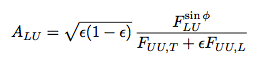 A_{LU} = \sqrt{\epsilon(1-\epsilon)} \frac{F_{LU}^{\sin\phi}}{F_{UU,T} + \epsilon F_{UU,L}}